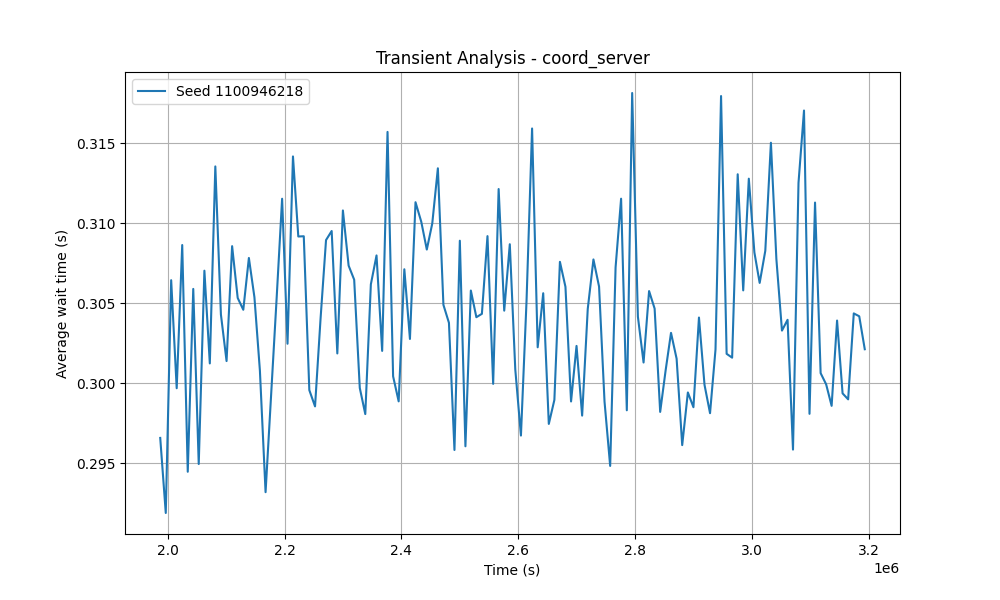 Transient Analysis - coord_server
Seed 1100946218
Average wait time (s)
0.315
0.310
0.305
0.300
0.295
2.0 2.2 2.4 2.6 2.8 3.0 3.2
1e6
Time (s)